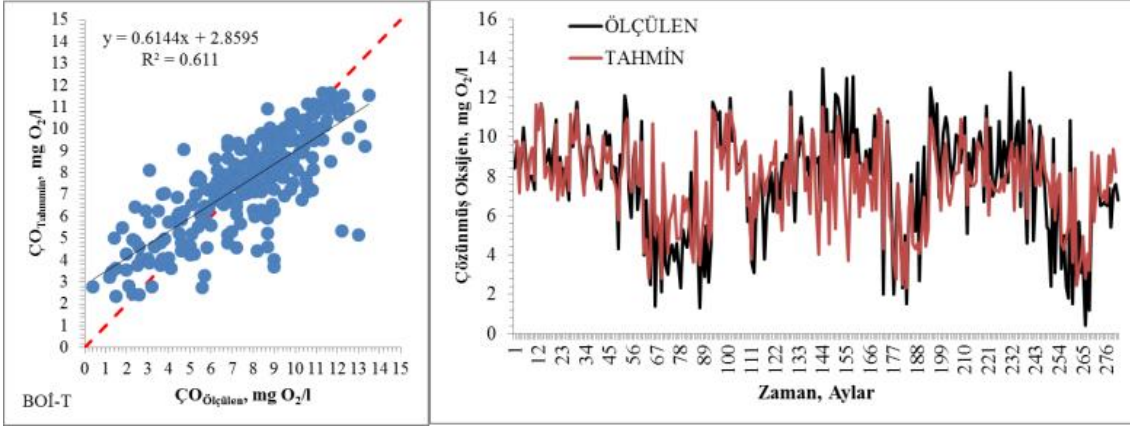 y = 0.6144x + 2.8595
R² = 0.611
ÇO_Tahminin, mg O₂/l
15
14
13
12
11
10
9
8
7
6
5
4
3
2
1
0
0 1 2 3 4 5 6 7 8 9 10 11 12 13 14 15
ÇO_Ölçülen, mg O₂/l
BOİ-T
ÖLÇÜLEN
TAHMİN
Çözünmüş Oksijen, mg O₂/l
16
14
12
10
8
6
4
2
0
1 12 23 34 45 56 67 78 89 100 111 122 133 144 155 166 177 188 199 210 221 232 243 254 265 276
Zaman, Aylar